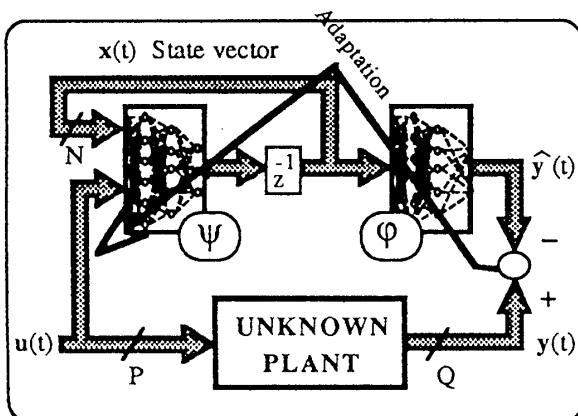 x(t) State vector
Adaptation
N
z⁻¹
ŷ(t)
ψ
φ
−
+
u(t)
P
UNKNOWN
PLANT
Q
y(t)